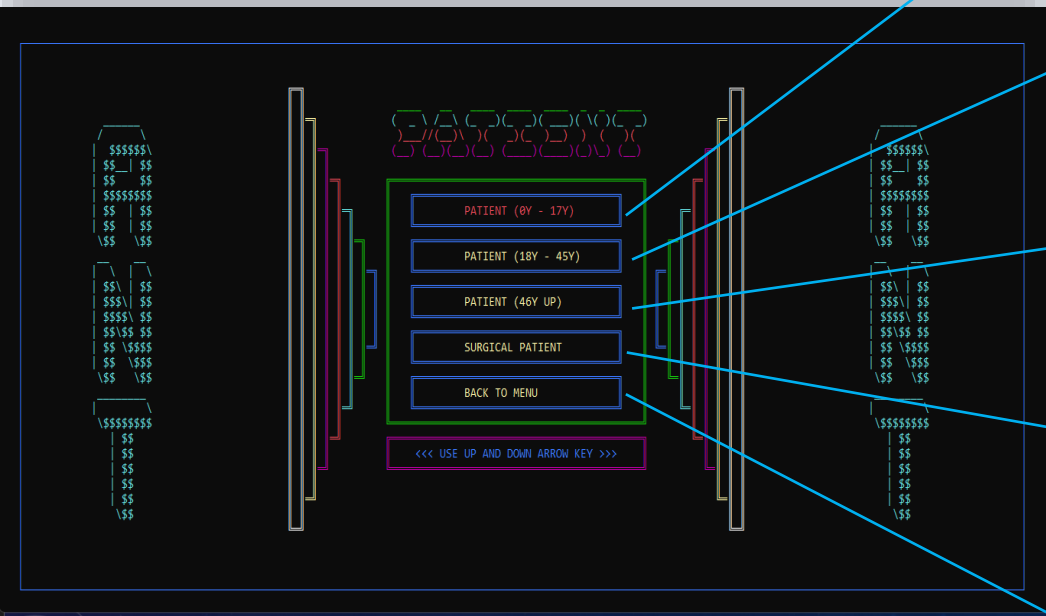 PATIENT
PATIENT (0Y - 17Y)
PATIENT (18Y - 45Y)
PATIENT (46Y UP)
SURGICAL PATIENT
BACK TO MENU
<<< USE UP AND DOWN ARROW KEY >>>
A
N
T
A
N
T